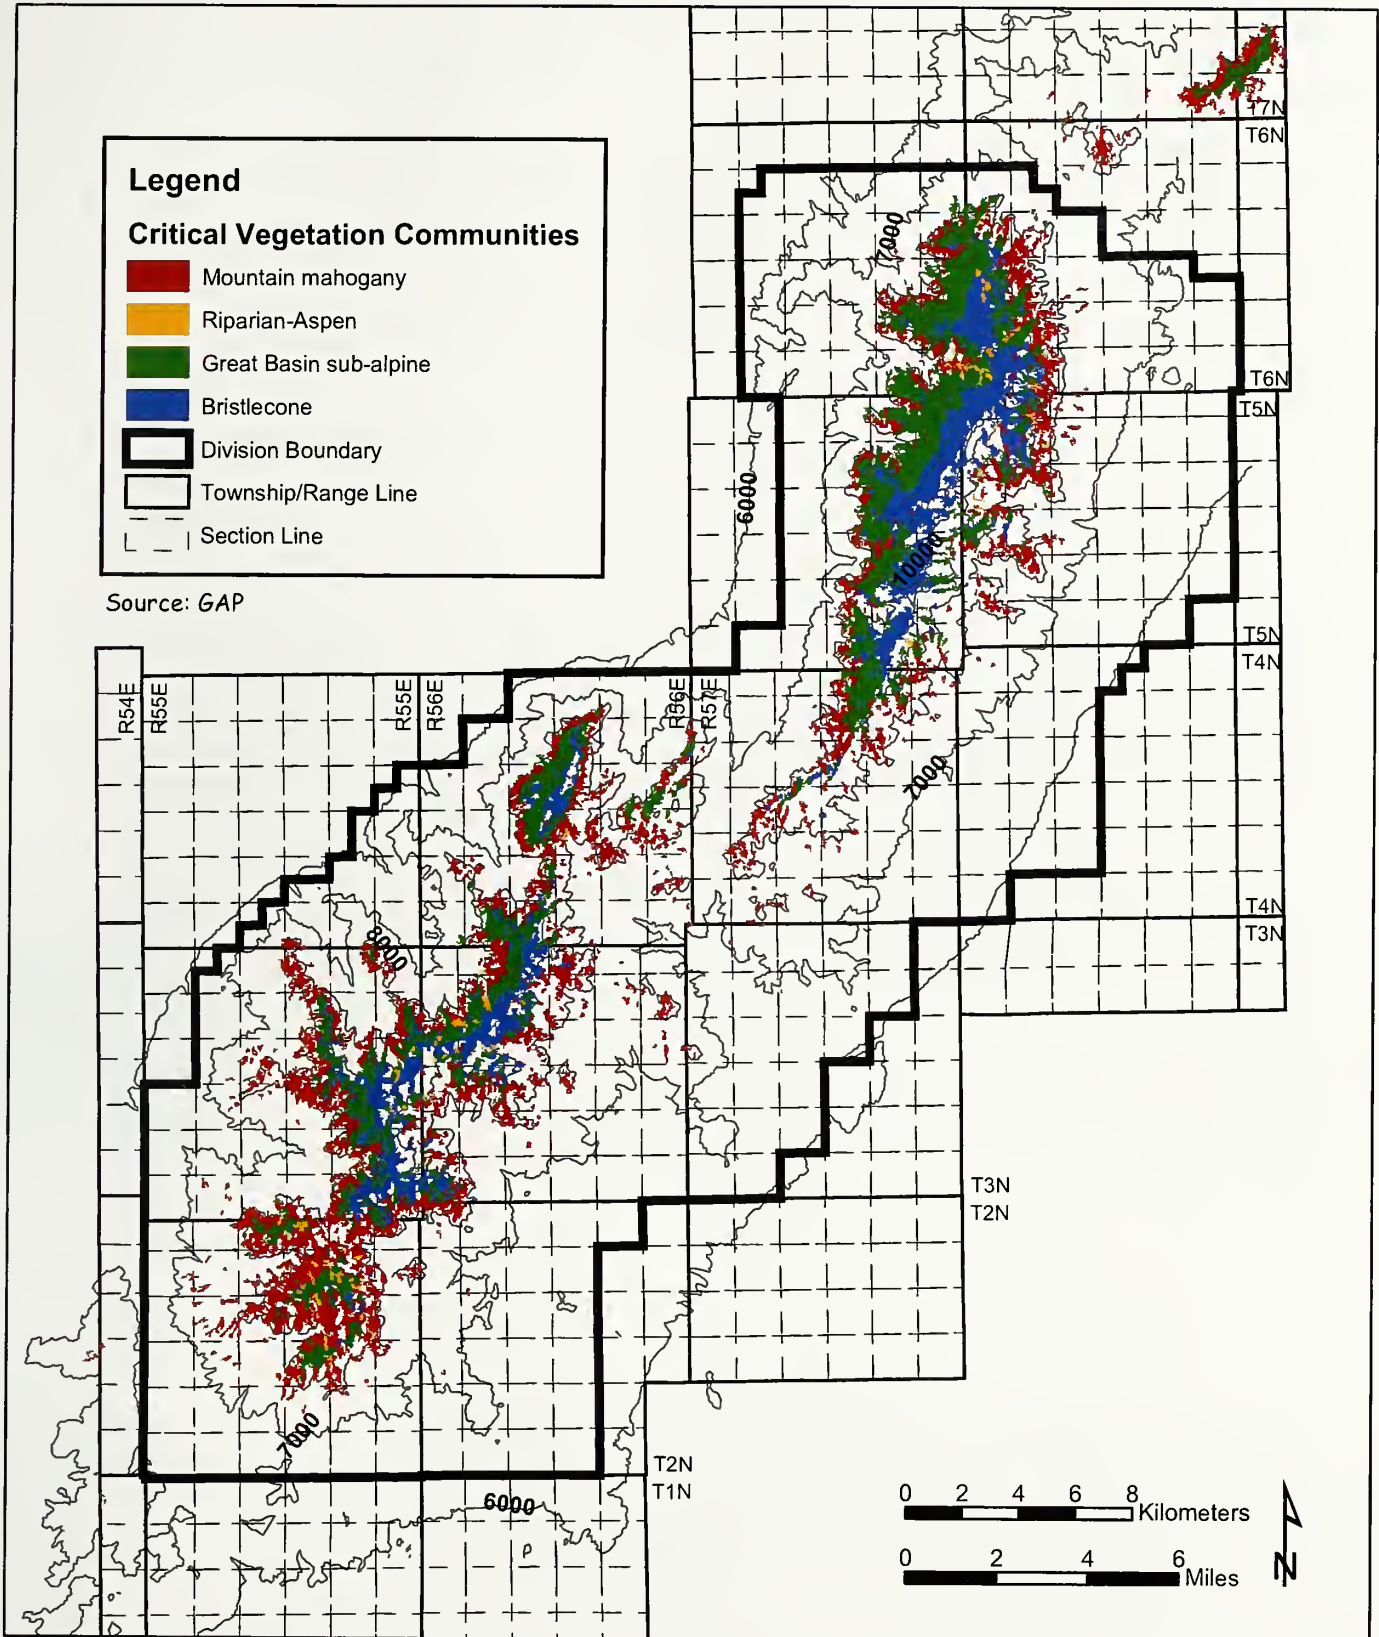 Legend
Critical Vegetation Communities
Mountain mahogany
Riparian-Aspen
Great Basin sub-alpine
Bristlecone
Division Boundary
Township/Range Line
Section Line
Source: GAP
T7N
T6N
7000
T6N
T5N
6000
10000
T5N
T4N
R54E
R55E
R55E
R56E
R56E
R57E
7000
T4N
T3N
8000
T3N
T2N
7000
T2N
T1N
6000
0 2 4 6 8
Kilometers
0 2 4 6
Miles
N